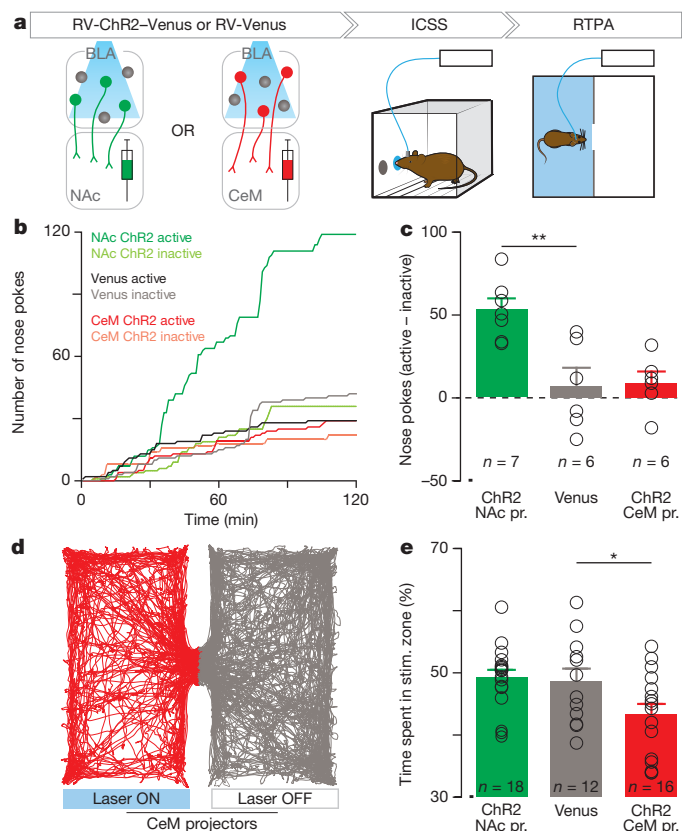 a
RV-ChR2–Venus or RV-Venus
ICSS
RTPA
BLA
NAc
OR
BLA
CeM
b
Number of nose pokes
120
60
0
NAc ChR2 active
NAc ChR2 inactive
Venus active
Venus inactive
CeM ChR2 active
CeM ChR2 inactive
0
60
120
Time (min)
c
Nose pokes (active – inactive)
100
50
0
–50
**
n = 7
n = 6
n = 6
ChR2
NAc pr.
Venus
ChR2
CeM pr.
d
Laser ON
Laser OFF
CeM projectors
e
Time spent in stim. zone (%)
70
50
30
*
n = 18
n = 12
n = 16
ChR2
NAc pr.
Venus
ChR2
CeM pr.